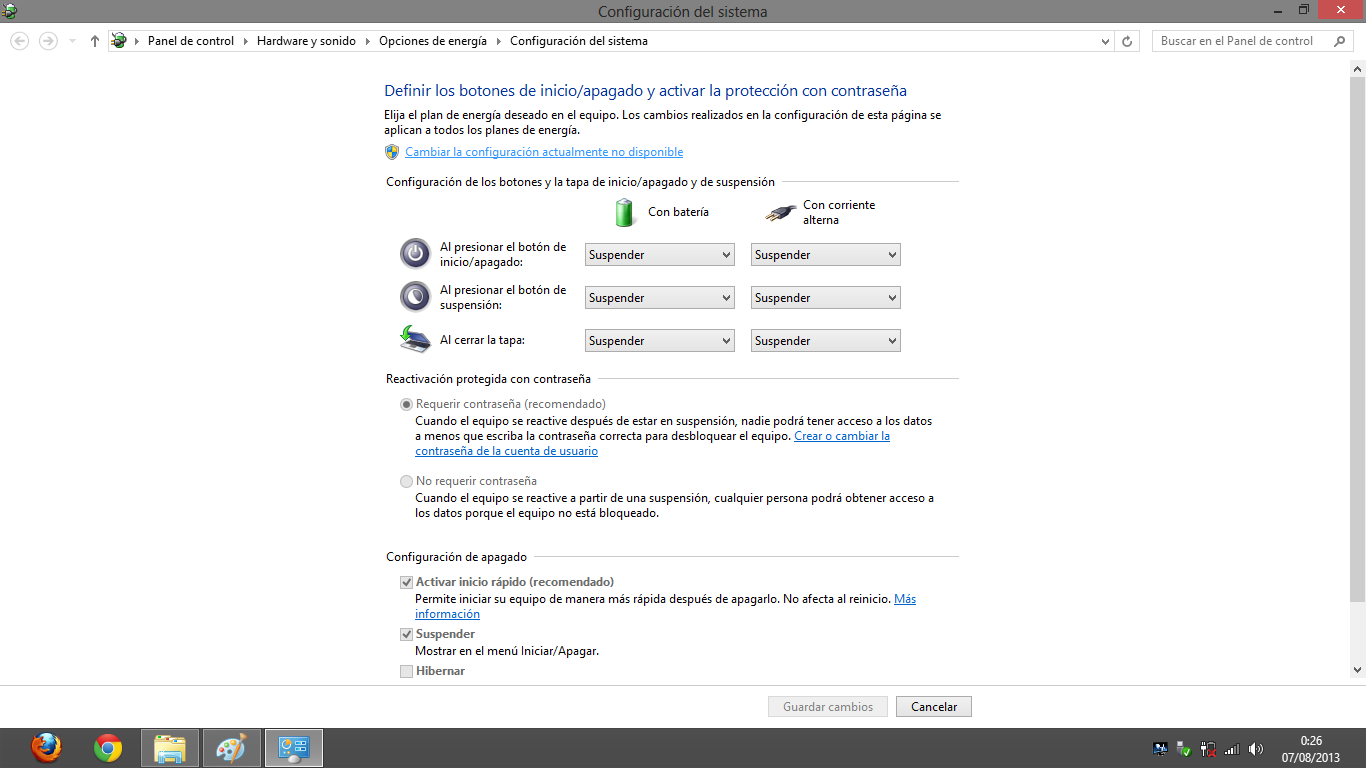 Configuración del sistema
Panel de control Hardware y sonido Opciones de energía Configuración del sistema
Buscar en el Panel de control
Definir los botones de inicio/apagado y activar la protección con contraseña
Elija el plan de energía deseado en el equipo. Los cambios realizados en la configuración de esta página se
aplican a todos los planes de energía.
Cambiar la configuración actualmente no disponible
Configuración de los botones y la tapa de inicio/apagado y de suspensión
Con batería
Con corriente
alterna
Al presionar el botón de
inicio/apagado:
Suspender Suspender
Al presionar el botón de
suspensión:
Suspender Suspender
Al cerrar la tapa:
Suspender Suspender
Reactivación protegida con contraseña
Requerir contraseña (recomendado)
Cuando el equipo se reactive después de estar en suspensión, nadie podrá tener acceso a los datos
a menos que escriba la contraseña correcta para desbloquear el equipo. Crear o cambiar la
contraseña de la cuenta de usuario
No requerir contraseña
Cuando el equipo se reactive a partir de una suspensión, cualquier persona podrá obtener acceso a
los datos porque el equipo no está bloqueado.
Configuración de apagado
Activar inicio rápido (recomendado)
Permite iniciar su equipo de manera más rápida después de apagarlo. No afecta al reinicio. Más
información
Suspender
Mostrar en el menú Iniciar/Apagar.
Hibernar
Guardar cambios Cancelar
0:26
07/08/2013